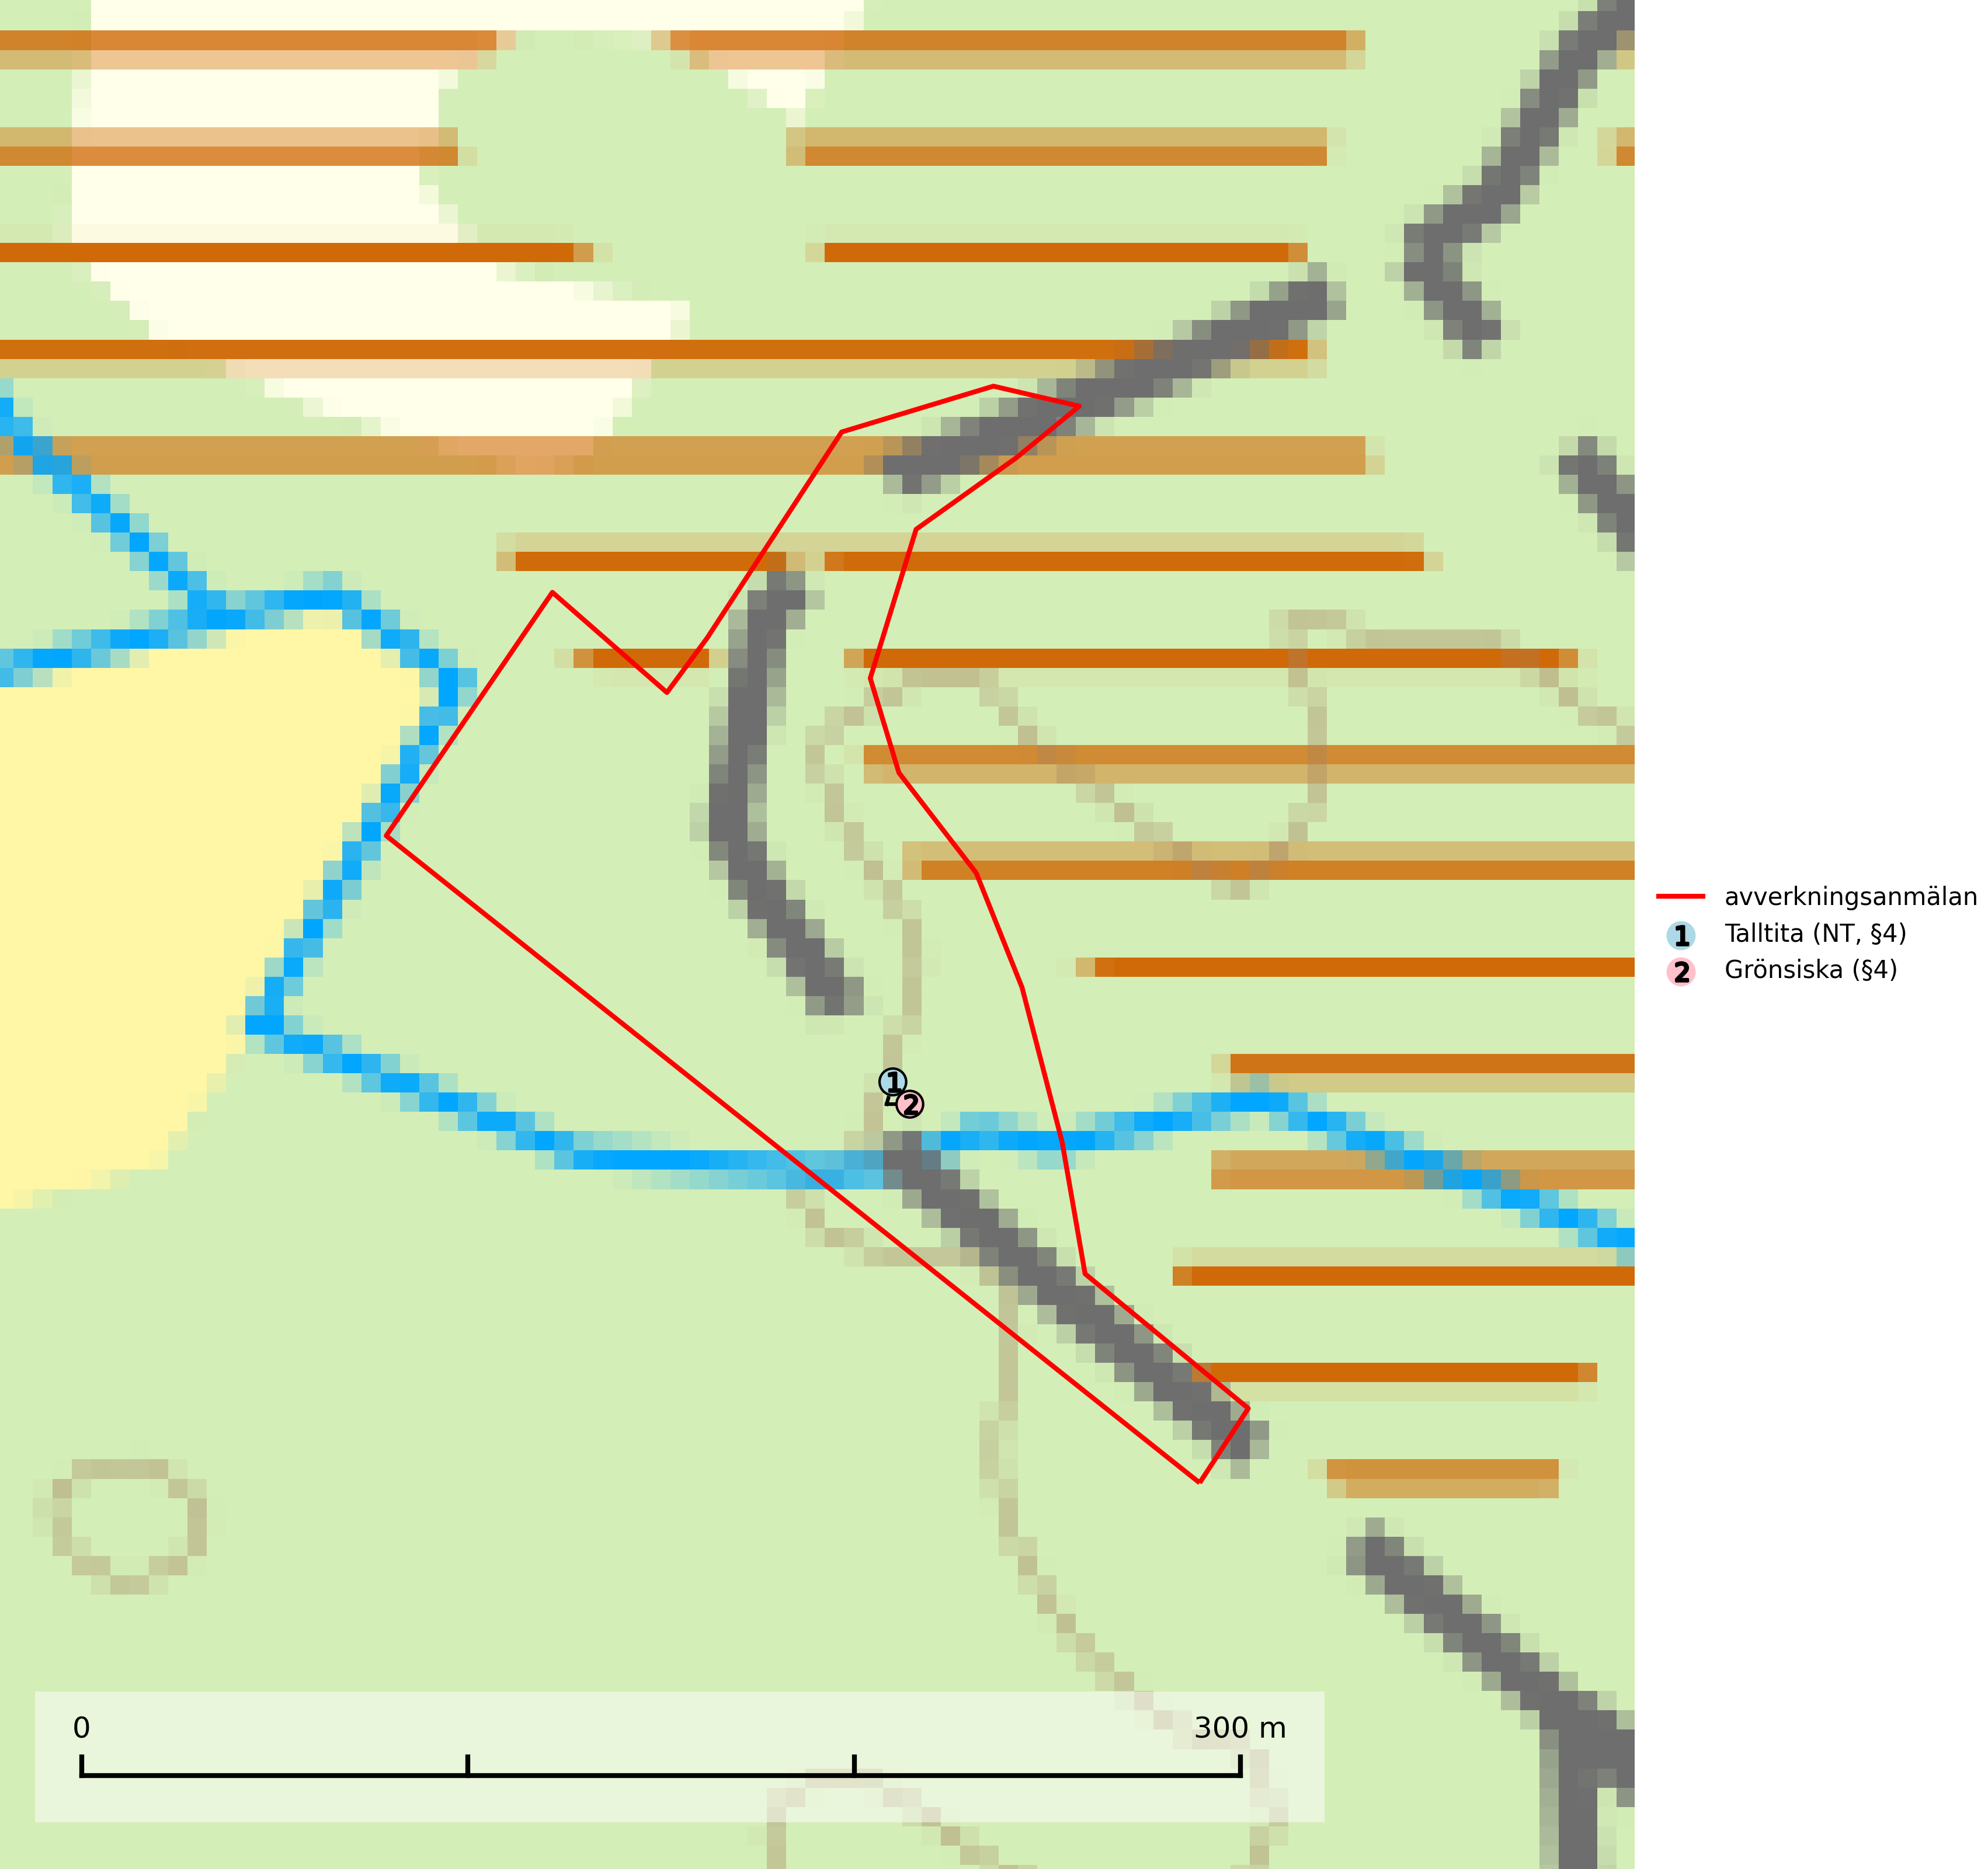 avverkningsanmälan
1 Talltita (NT, §4)
2 Grönsiska (§4)
1
2
0 300 m